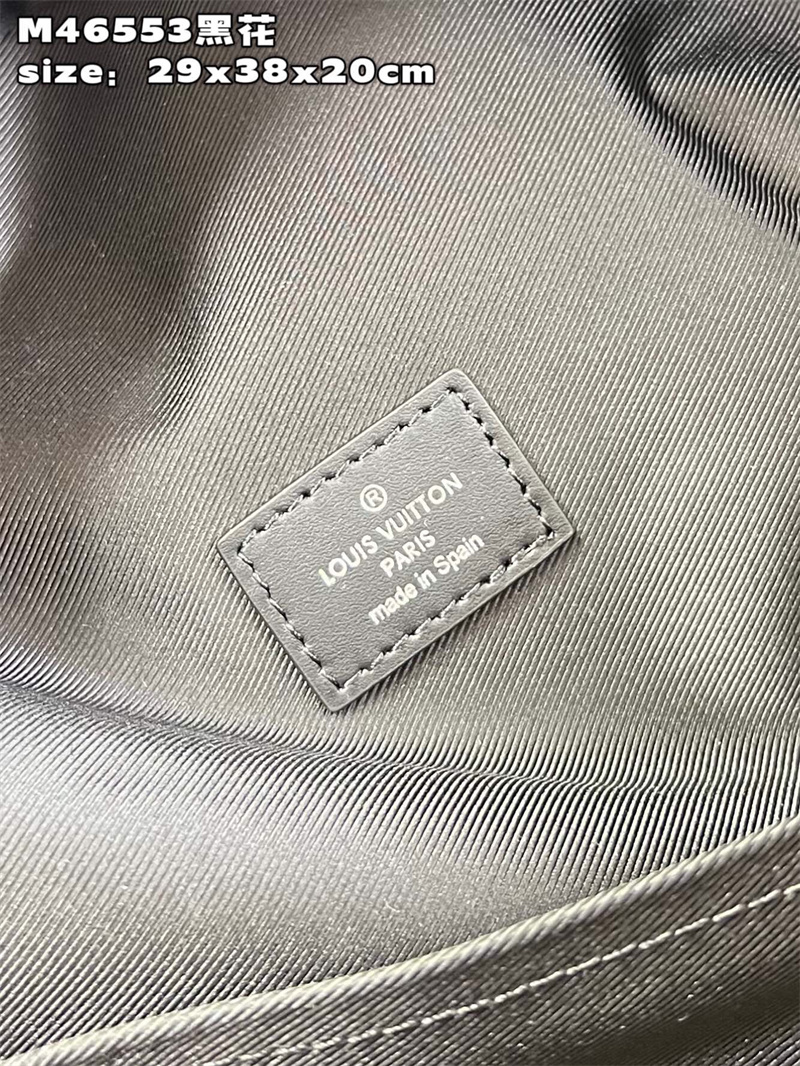 M46553黑花
size：29x38x20cm
®
LOUIS VUITTON
PARIS
made in Spain